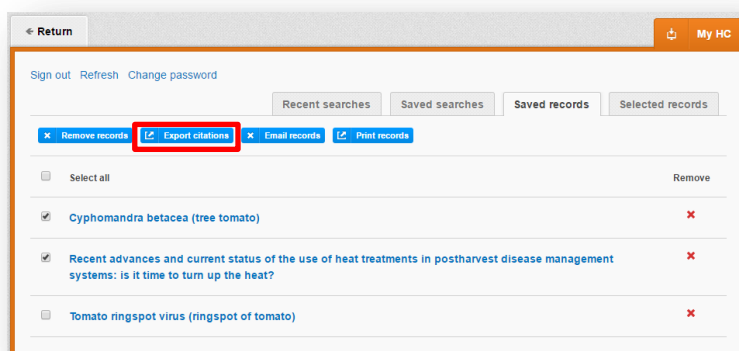 Return
My HC
Sign out Refresh Change password
Recent searches Saved searches Saved records Selected records
Remove records Export citations Email records Print records
Select all Remove
Cyphomandra betacea (tree tomato)
Recent advances and current status of the use of heat treatments in postharvest disease management
systems: is it time to turn up the heat?
Tomato ringspot virus (ringspot of tomato)